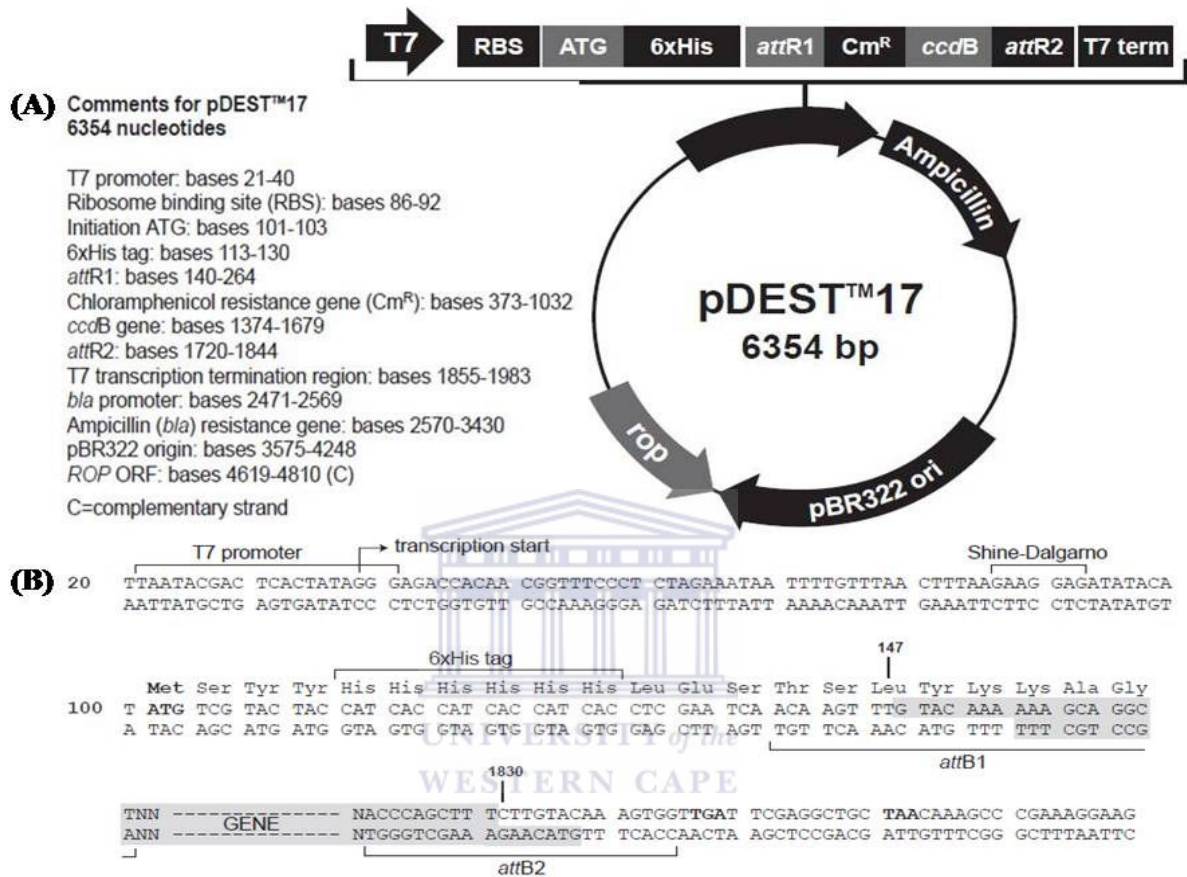 T7 RBS ATG 6xHis attR1 Cmᴿ ccdB attR2 T7 term
(A) Comments for pDEST™17
6354 nucleotides
T7 promoter: bases 21-40
Ribosome binding site (RBS): bases 86-92
Initiation ATG: bases 101-103
6xHis tag: bases 113-130
attR1: bases 140-264
Chloramphenicol resistance gene (Cmᴿ): bases 373-1032
ccdB gene: bases 1374-1679
attR2: bases 1720-1844
T7 transcription termination region: bases 1855-1983
bla promoter: bases 2471-2569
Ampicillin (bla) resistance gene: bases 2570-3430
pBR322 origin: bases 3575-4248
ROP ORF: bases 4619-4810 (C)
C=complementary strand
Ampicillin
pDEST™17
6354 bp
rop
pBR322 ori
(B) T7 promoter transcription start Shine-Dalgarno
20 TTAATACGAC TCACTATAGG GAGACCACAA CGGTTTCCCT CTAGAAATAA TTTTGTTTAA CTTTAAGAAG GAGATATACA
AATTATGCTG AGTGATATCC CTCTGGTGTT GCCAAAGGGA GATCTTTATT AAAACAAATT GAAATTCTTC CTCTATATGT
6xHis tag 147
Met Ser Tyr Tyr His His His His His His Leu Glu Ser Thr Ser Leu Tyr Lys Lys Ala Gly
100 T ATG TCG TAC TAC CAT CAC CAT CAC CAT CAC CTC GAA TCA ACA AGT TTG TAC AAA AAA GCA GGC
A TAC AGC ATG ATG GTA GTG GTA GTG GTA GTG GAG CTT AGT TGT TCA AAC ATG TTT TTT CGT CCG
UNIVERSITY of the
WESTERN CAPE
attB1
1830
TNN GENE NACCCAGCTTT CTTGTACAA AGTGGTTGAT TCGAGGCTGC TAACAAAGCC CGAAAGGAAG
ANN NTGGGTCGAAA GAACATGTT TCACCAACTA AGCTCCGACG ATTGTTTCGG GCTTTAATTC
attB2